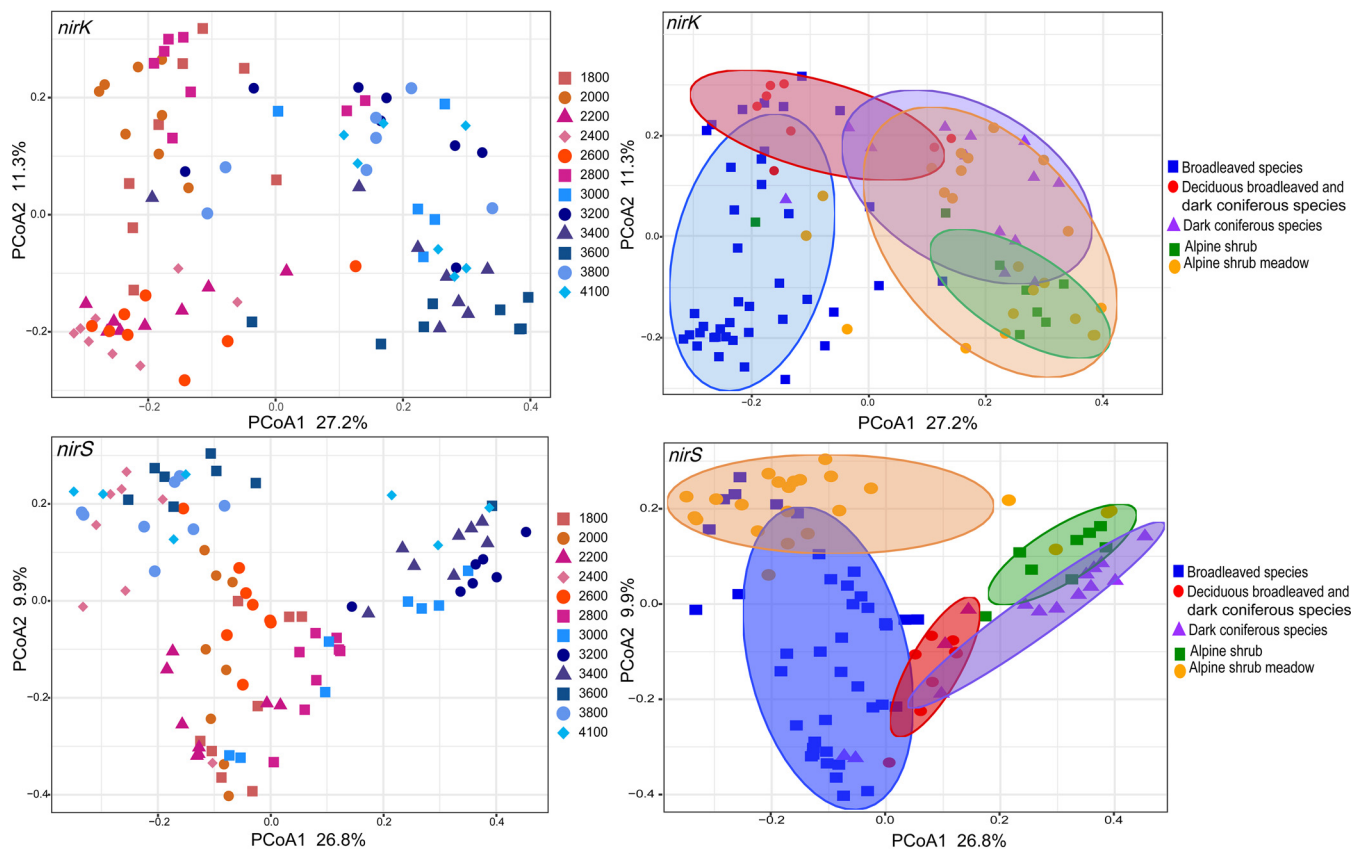 nirK
0.2
0.0
−0.2
−0.2
0.0
0.2
0.4
PCoA2 11.3%
PCoA1 27.2%
1800
2000
2200
2400
2600
2800
3000
3200
3400
3600
3800
4100
nirK
0.2
0.0
−0.2
−0.2
0.0
0.2
0.4
PCoA2 11.3%
PCoA1 27.2%
Broadleaved species
Deciduous broadleaved and
dark coniferous species
Dark coniferous species
Alpine shrub
Alpine shrub meadow
nirS
0.2
0.0
−0.2
−0.4
−0.2
0.0
0.2
0.4
PCoA2 9.9%
PCoA1 26.8%
1800
2000
2200
2400
2600
2800
3000
3200
3400
3600
3800
4100
nirS
0.2
0.0
−0.2
−0.4
−0.2
0.0
0.2
0.4
PCoA2 9.9%
PCoA1 26.8%
Broadleaved species
Deciduous broadleaved and
dark coniferous species
Dark coniferous species
Alpine shrub
Alpine shrub meadow